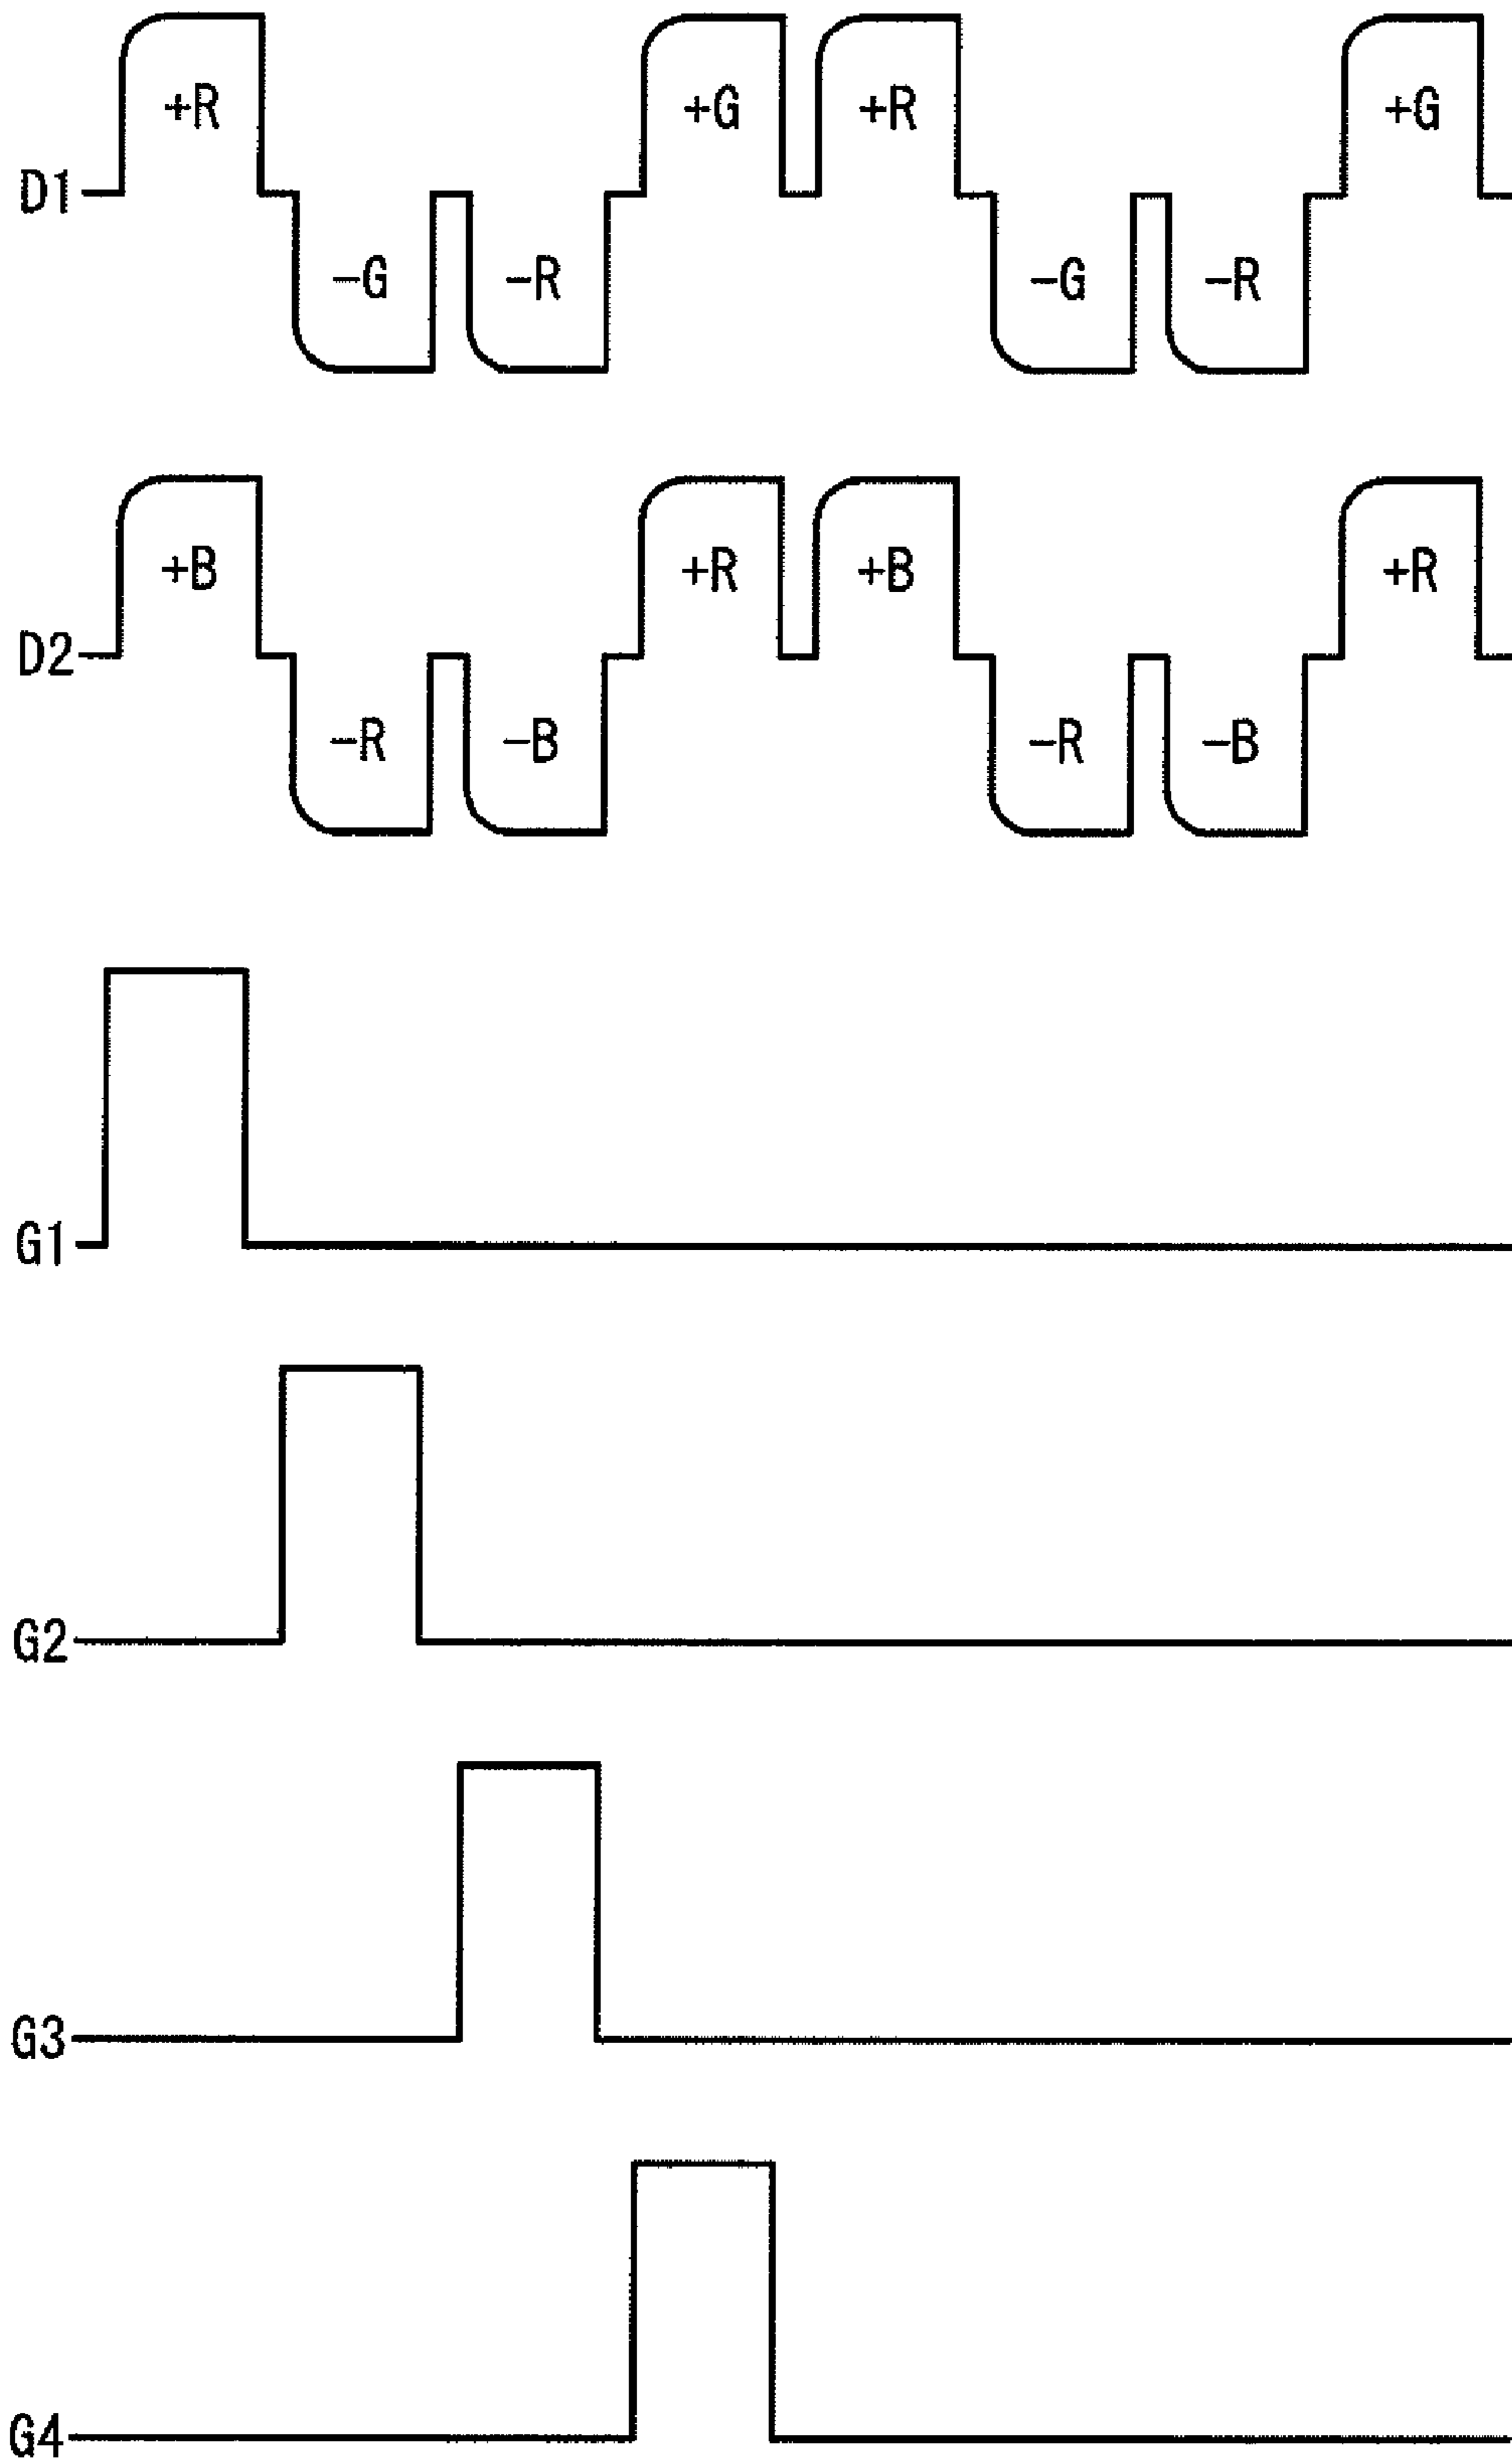 +R +G +R +G
D1
−G −R −G −R
+B +R +B +R
D2
−R −B −R −B
G1
G2
G3
G4